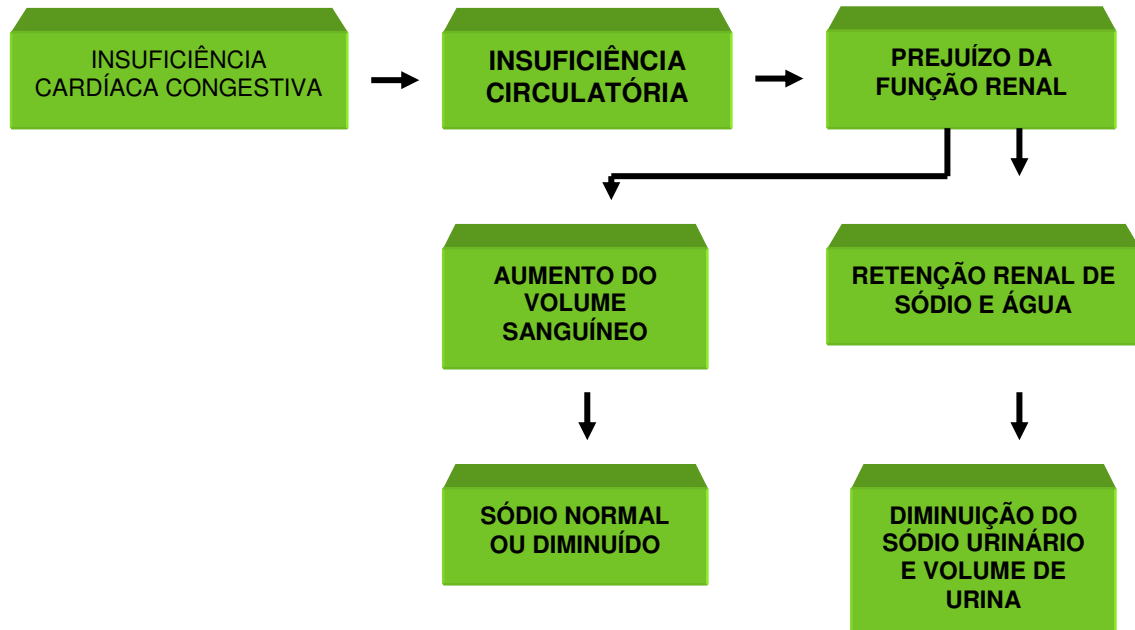 INSUFICIÊNCIA
CARDÍACA CONGESTIVA
INSUFICIÊNCIA
CIRCULATÓRIA
PREJUÍZO DA
FUNÇÃO RENAL
AUMENTO DO
VOLUME
SANGUÍNEO
RETENÇÃO RENAL DE
SÓDIO E ÁGUA
SÓDIO NORMAL
OU DIMINUÍDO
DIMINUIÇÃO DO
SÓDIO URINÁRIO
E VOLUME DE
URINA